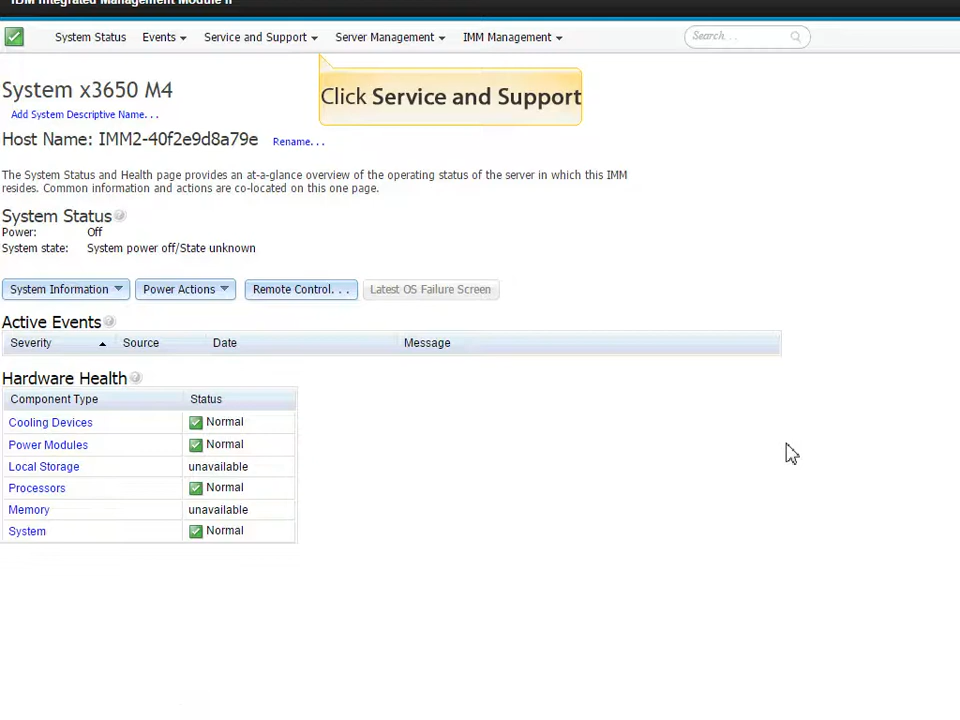 IBM Integrated Management Module II
System Status Events Service and Support Server Management IMM Management Search...
Click Service and Support
System x3650 M4
Add System Descriptive Name...
Host Name: IMM2-40f2e9d8a79e Rename...
The System Status and Health page provides an at-a-glance overview of the operating status of the server in which this IMM
resides. Common information and actions are co-located on this one page.
System Status
Power: Off
System state: System power off/State unknown
System Information Power Actions Remote Control... Latest OS Failure Screen
Active Events
Severity Source Date Message
Hardware Health
Component Type Status
Cooling Devices Normal
Power Modules Normal
Local Storage unavailable
Processors Normal
Memory unavailable
System Normal